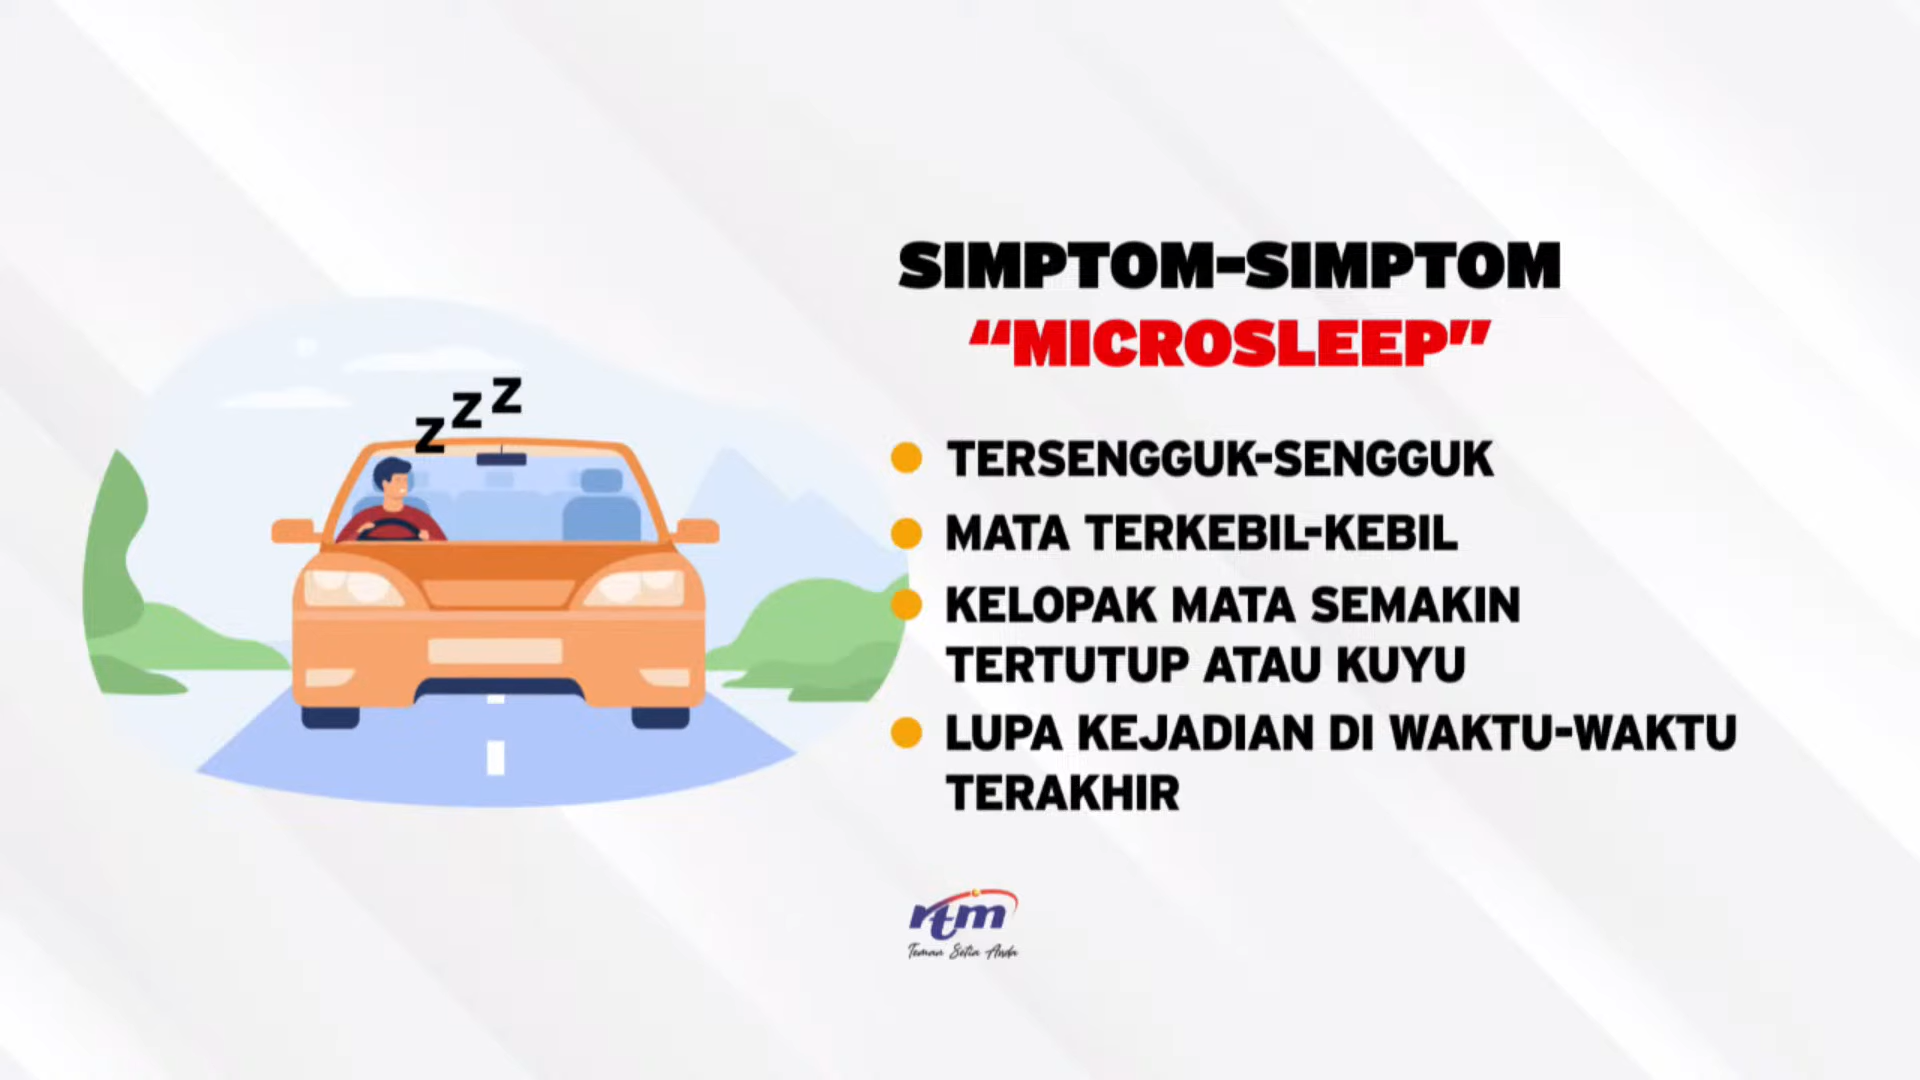 z z z
SIMPTOM-SIMPTOM
“MICROSLEEP”
TERSENGGUK-SENGGUK
MATA TERKEBIL-KEBIL
KELOPAK MATA SEMAKIN
TERTUTUP ATAU KUYU
LUPA KEJADIAN DI WAKTU-WAKTU
TERAKHIR
rtm
Teman Setia Anda